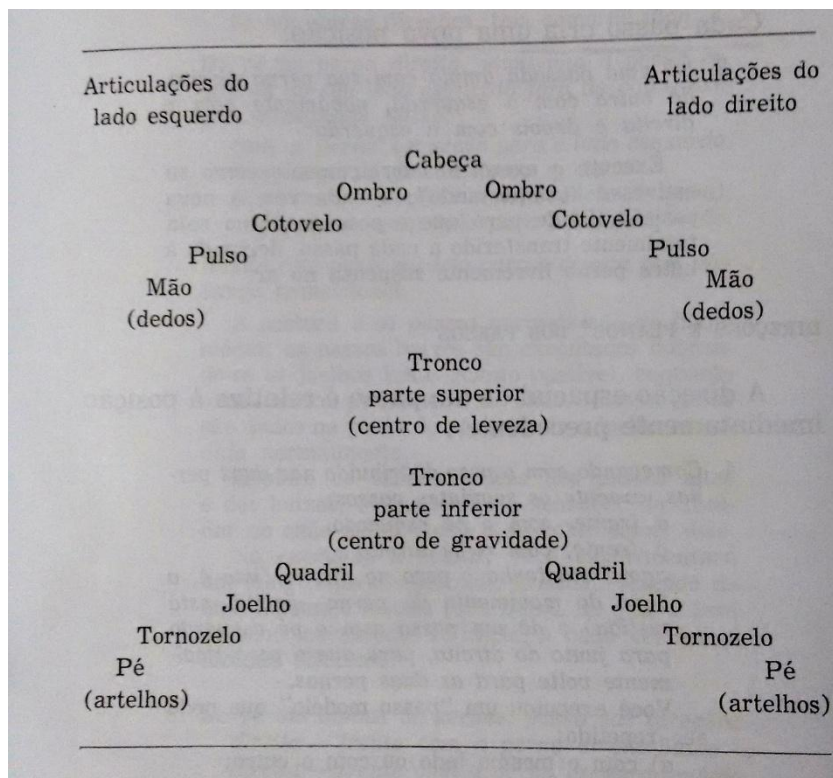 Articulações do Articulações do
lado esquerdo lado direito
Cabeça
Ombro Ombro
Cotovelo Cotovelo
Pulso Pulso
Mão Mão
(dedos) (dedos)
Tronco
parte superior
(centro de leveza)
Tronco
parte inferior
(centro de gravidade)
Quadril Quadril
Joelho Joelho
Tornozelo Tornozelo
Pé Pé
(artelhos) (artelhos)